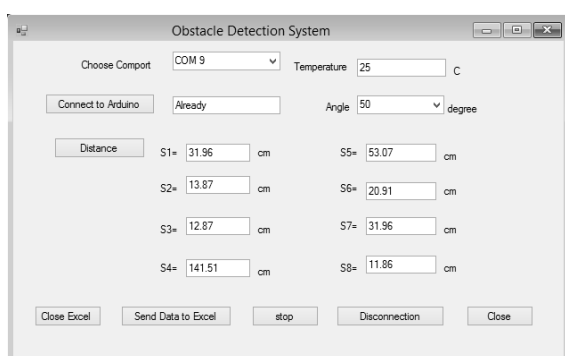 Obstacle Detection System
Choose Comport COM 9 Temperature 25 C
Connect to Arduino Already Angle 50 degree
Distance S1= 31.96 cm S5= 53.07 cm
S2= 13.87 cm S6= 20.91 cm
S3= 12.87 cm S7= 31.96 cm
S4= 141.51 cm S8= 11.86 cm
Close Excel Send Data to Excel stop Disconnection Close